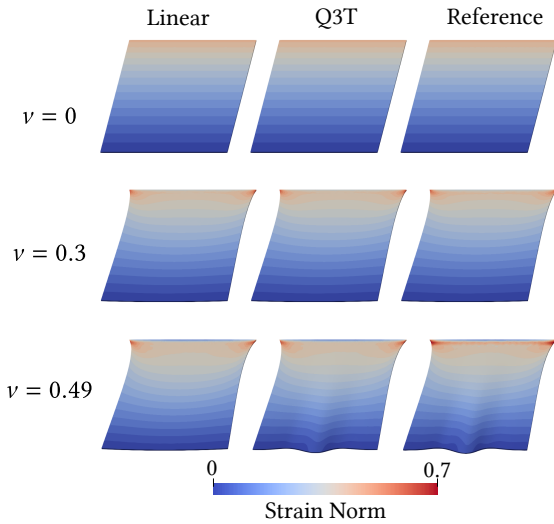 Linear Q3T Reference
ν = 0
ν = 0.3
ν = 0.49
0 0.7
Strain Norm